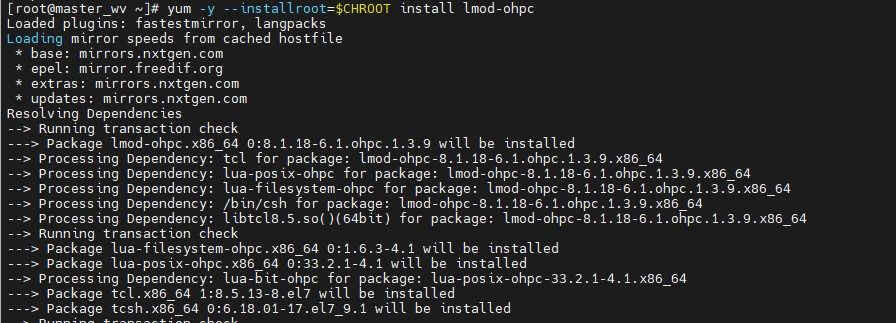 [root@master_wv ~]# yum -y --installroot=$CHROOT install lmod-ohpc
Loaded plugins: fastestmirror, langpacks
Loading mirror speeds from cached hostfile
 * base: mirrors.nxtgen.com
 * epel: mirror.freedif.org
 * extras: mirrors.nxtgen.com
 * updates: mirrors.nxtgen.com
Resolving Dependencies
--> Running transaction check
---> Package lmod-ohpc.x86_64 0:8.1.18-6.1.ohpc.1.3.9 will be installed
--> Processing Dependency: tcl for package: lmod-ohpc-8.1.18-6.1.ohpc.1.3.9.x86_64
--> Processing Dependency: lua-posix-ohpc for package: lmod-ohpc-8.1.18-6.1.ohpc.1.3.9.x86_64
--> Processing Dependency: lua-filesystem-ohpc for package: lmod-ohpc-8.1.18-6.1.ohpc.1.3.9.x86_64
--> Processing Dependency: /bin/csh for package: lmod-ohpc-8.1.18-6.1.ohpc.1.3.9.x86_64
--> Processing Dependency: libtcl8.5.so()(64bit) for package: lmod-ohpc-8.1.18-6.1.ohpc.1.3.9.x86_64
--> Running transaction check
---> Package lua-filesystem-ohpc.x86_64 0:1.6.3-4.1 will be installed
---> Package lua-posix-ohpc.x86_64 0:33.2.1-4.1 will be installed
--> Processing Dependency: lua-bit-ohpc for package: lua-posix-ohpc-33.2.1-4.1.x86_64
---> Package tcl.x86_64 1:8.5.13-8.el7 will be installed
---> Package tcsh.x86_64 0:6.18.01-17.el7_9.1 will be installed
--> Running transaction check